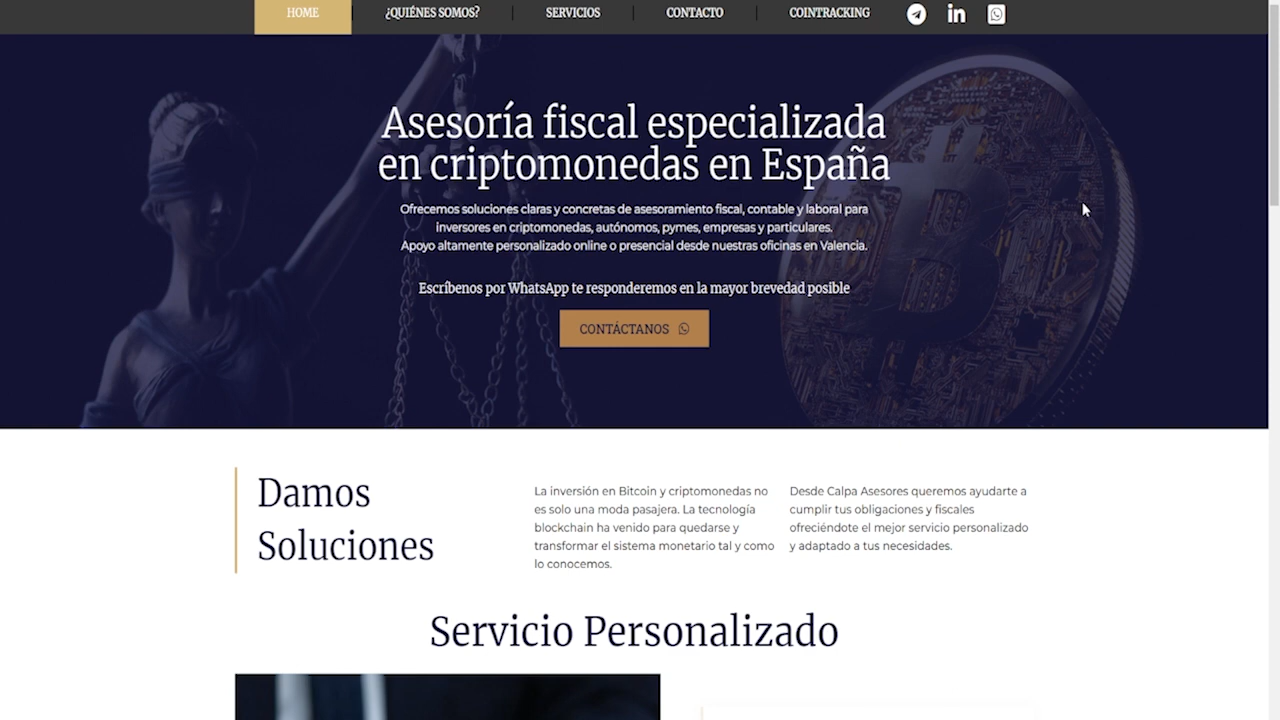 HOME
¿QUIÉNES SOMOS?
SERVICIOS
CONTACTO
COINTRACKING
Asesoría fiscal especializada
en criptomonedas en España
Ofrecemos soluciones claras y concretas de asesoramiento fiscal, contable y laboral para
inversores en criptomonedas, autónomos, pymes, empresas y particulares.
Apoyo altamente personalizado online o presencial desde nuestras oficinas en Valencia.
Escríbenos por WhatsApp te responderemos en la mayor brevedad posible
CONTÁCTANOS
Damos
Soluciones
La inversión en Bitcoin y criptomonedas no
es solo una moda pasajera. La tecnología
blockchain ha venido para quedarse y
transformar el sistema monetario tal y como
lo conocemos.
Desde Calpa Asesores queremos ayudarte a
cumplir tus obligaciones y fiscales
ofreciéndote el mejor servicio personalizado
y adaptado a tus necesidades.
Servicio Personalizado